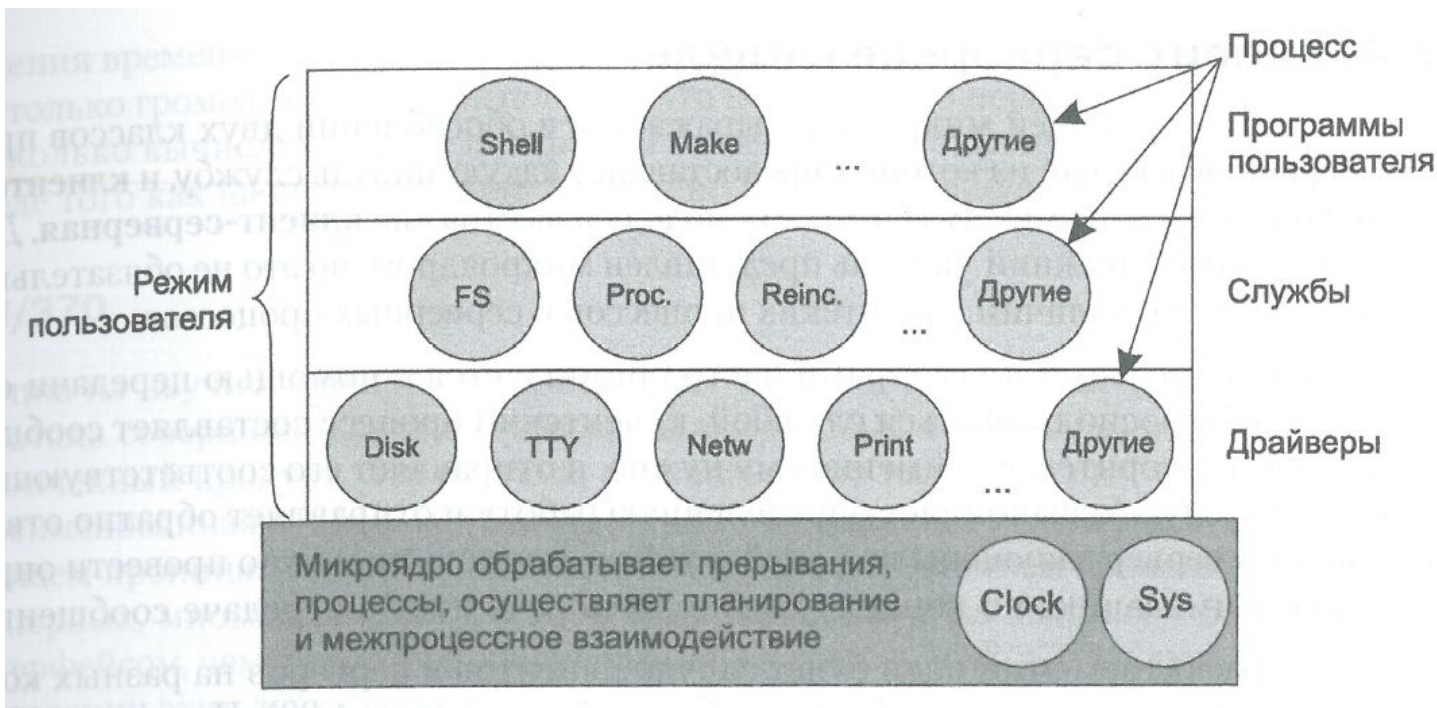 Процесс
Shell
Make
...
Другие
Программы
пользователя
Режим
пользователя
FS
Proc.
Reinc.
...
Другие
Службы
Disk
TTY
Netw
Print
...
Другие
Драйверы
Микроядро обрабатывает прерывания,
процессы, осуществляет планирование
и межпроцессное взаимодействие
Clock
Sys